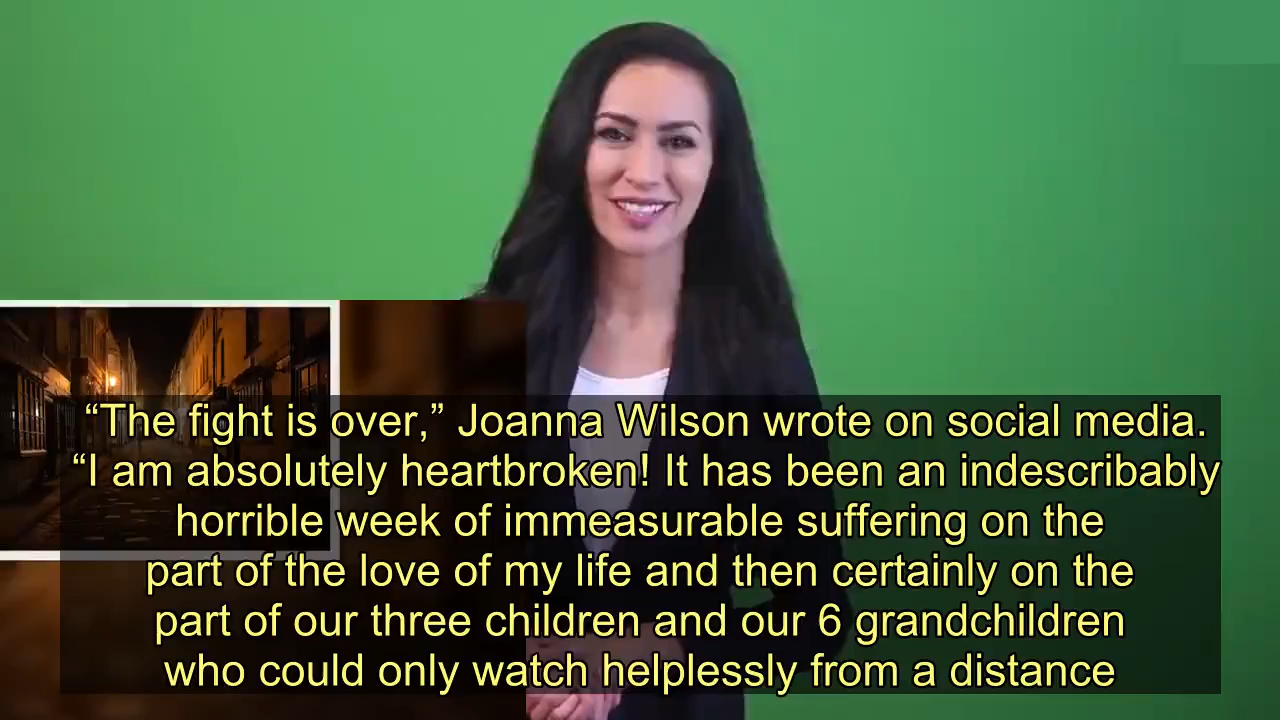 “The fight is over,” Joanna Wilson wrote on social media.
“I am absolutely heartbroken! It has been an indescribably
horrible week of immeasurable suffering on the
part of the love of my life and then certainly on the
part of our three children and our 6 grandchildren
who could only watch helplessly from a distance